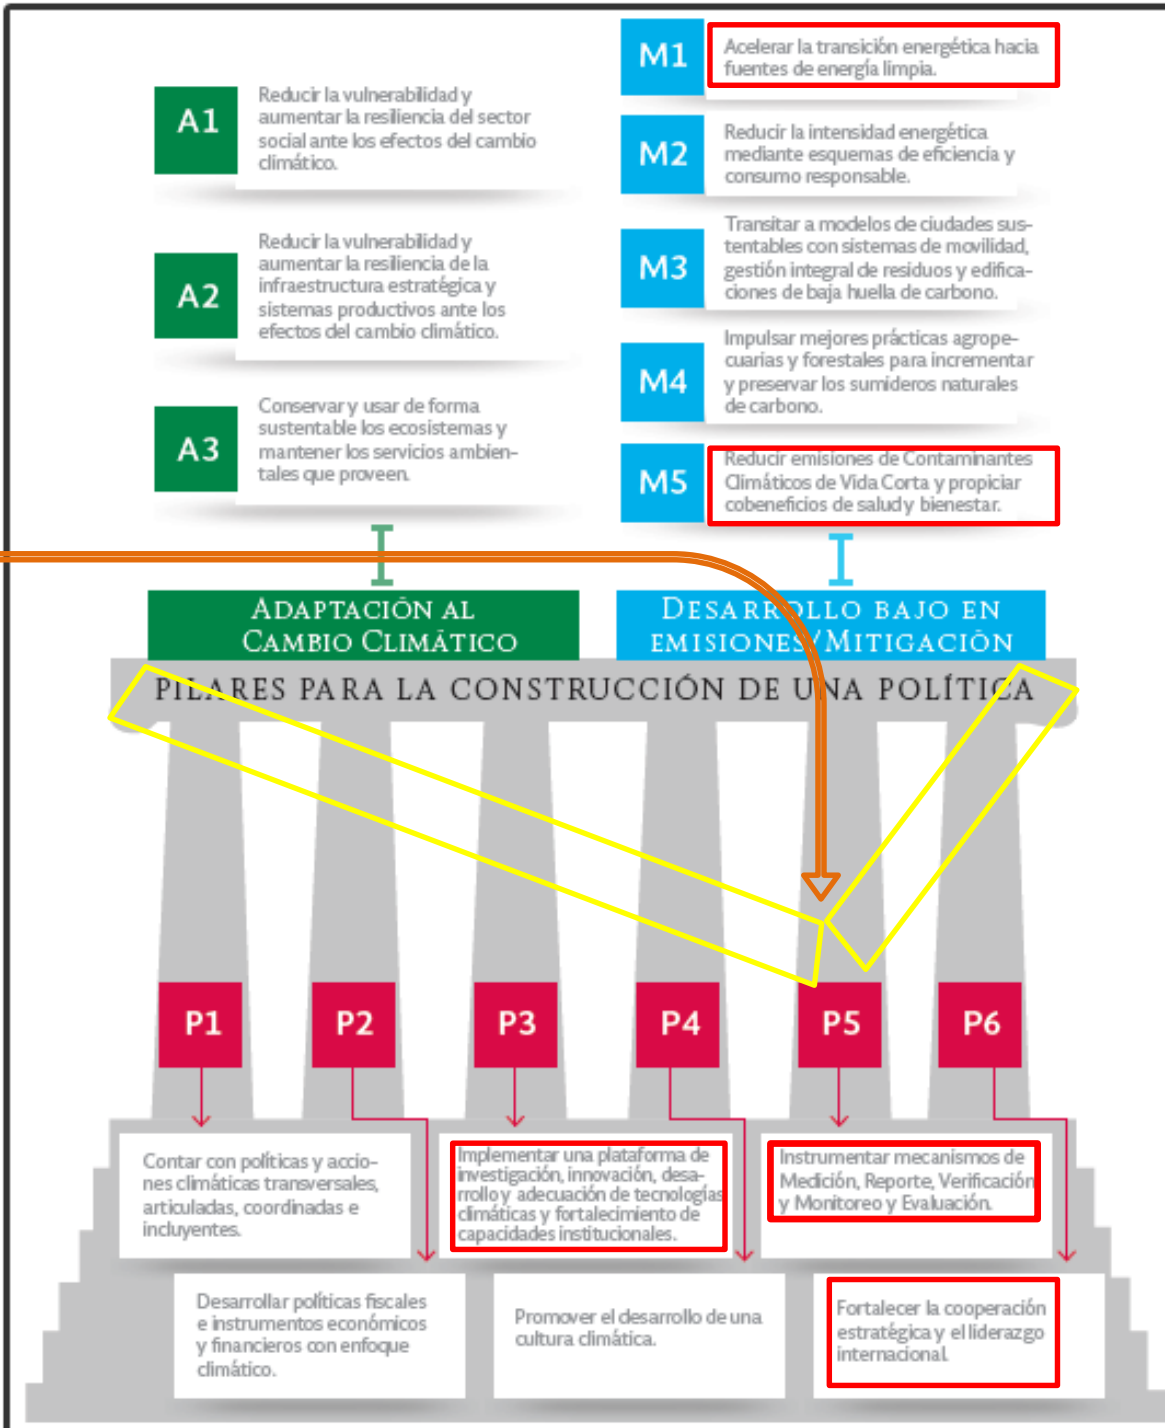 A1
Reducir la vulnerabilidad y
aumentar la resiliencia del sector
social ante los efectos del cambio
climático.
A2
Reducir la vulnerabilidad y
aumentar la resiliencia de la
infraestructura estratégica y
sistemas productivos ante los
efectos del cambio climático.
A3
Conservar y usar de forma
sustentable los ecosistemas y
mantener los servicios ambien-
tales que proveen.
M1
Acelerar la transición energética hacia
fuentes de energía limpia.
M2
Reducir la intensidad energética
mediante esquemas de eficiencia y
consumo responsable.
M3
Transitar a modelos de ciudades sus-
tentables con sistemas de movilidad,
gestión integral de residuos y edifica-
ciones de baja huella de carbono.
M4
Impulsar mejores prácticas agrope-
cuarias y forestales para incrementar
y preservar los sumideros naturales
de carbono.
M5
Reducir emisiones de Contaminantes
Climáticos de Vida Corta y propiciar
cobeneficios de salud y bienestar.
ADAPTACIÓN AL
CAMBIO CLIMÁTICO
DESARROLLO BAJO EN
EMISIONES/MITIGACIÓN
PILARES PARA LA CONSTRUCCIÓN DE UNA POLÍTICA
P1
P2
P3
P4
P5
P6
Contar con políticas y accio-
nes climáticas transversales,
articuladas, coordinadas e
incluyentes.
Implementar una plataforma de
investigación, innovación, desa-
rrollo y adecuación de tecnologías
climáticas y fortalecimiento de
capacidades institucionales.
Instrumentar mecanismos de
Medición, Reporte, Verificación
y Monitoreo y Evaluación.
Desarrollar políticas fiscales
e instrumentos económicos
y financieros con enfoque
climático.
Promover el desarrollo de una
cultura climática.
Fortalecer la cooperación
estratégica y el liderazgo
internacional.